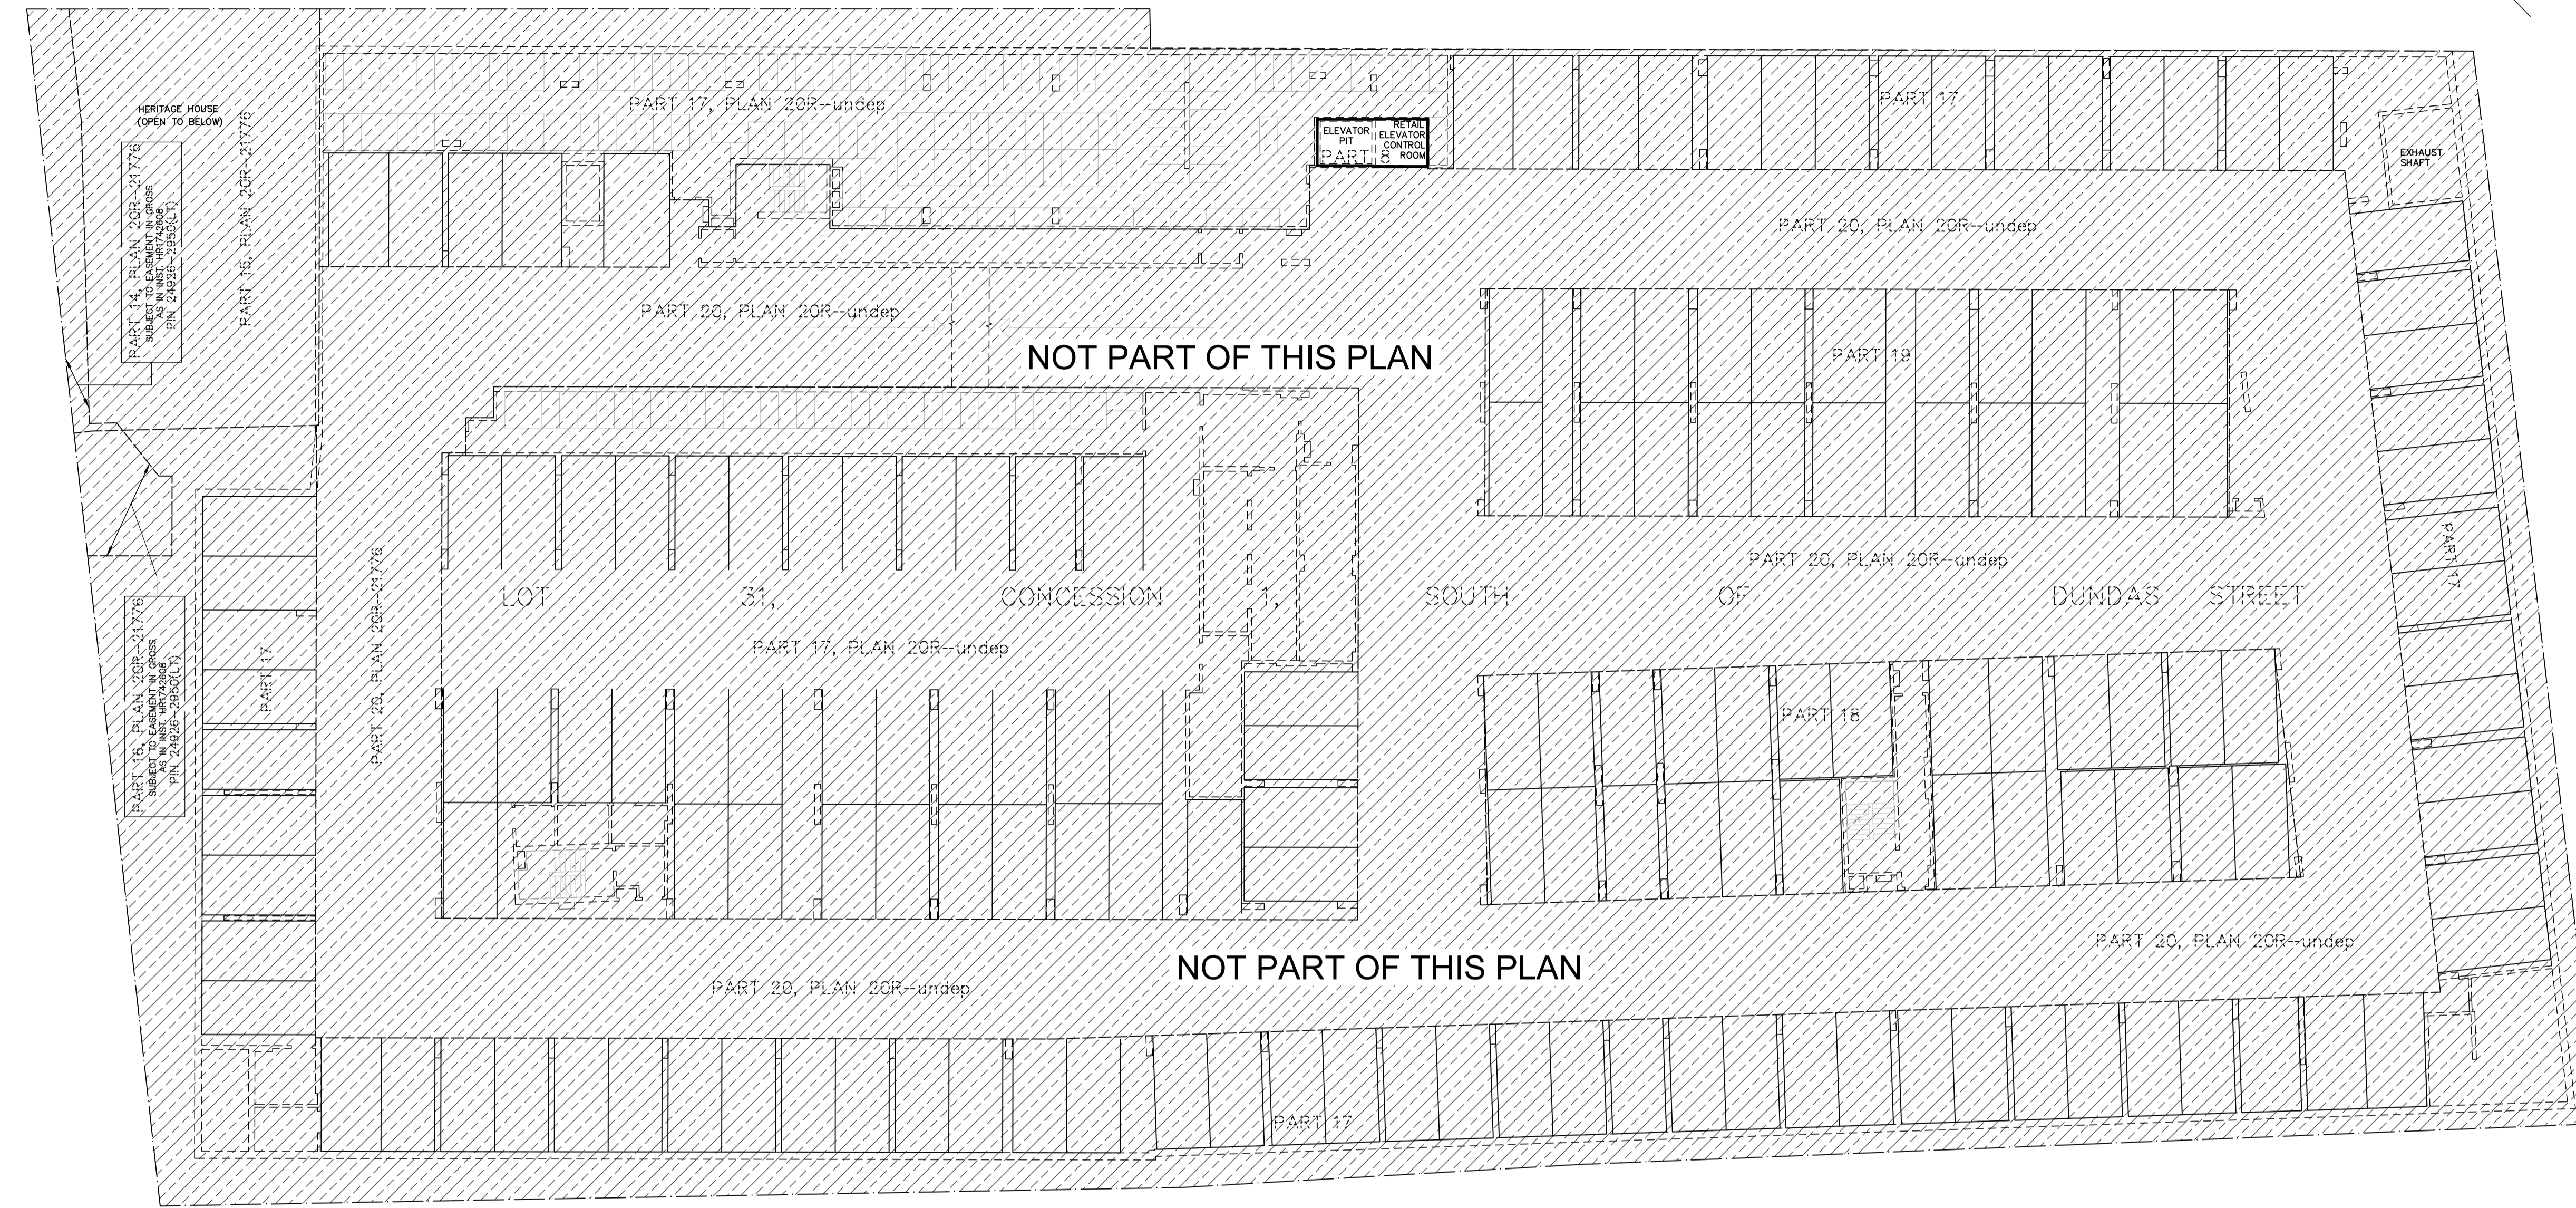 HERITAGE HOUSE
(OPEN TO BELOW)
PART 14, PLAN 20R-21776
SUBJECT TO EASEMENT IN GROSS
AS IN INST. HR1742608
PIN 24926-2950(LT)
PART 15, PLAN 20R-21776
PART 17, PLAN 20R-undep
ELEVATOR
PIT
RETAIL
ELEVATOR
CONTROL
ROOM
PART 8
PART 17
EXHAUST
SHAFT
PART 20, PLAN 20R-undep
PART 20, PLAN 20R-undep
NOT PART OF THIS PLAN
PART 19
PART 20, PLAN 20R-undep
PART 17
LOT 31, CONCESSION 1, SOUTH OF DUNDAS STREET
PART 16, PLAN 20R-21776
SUBJECT TO EASEMENT IN GROSS
AS IN INST. HR1742608
PIN 24926-2950(LT)
PART 17
PART 20, PLAN 20R-21776
PART 17, PLAN 20R-undep
PART 18
PART 20, PLAN 20R-undep
NOT PART OF THIS PLAN
PART 20, PLAN 20R-undep
PART 17